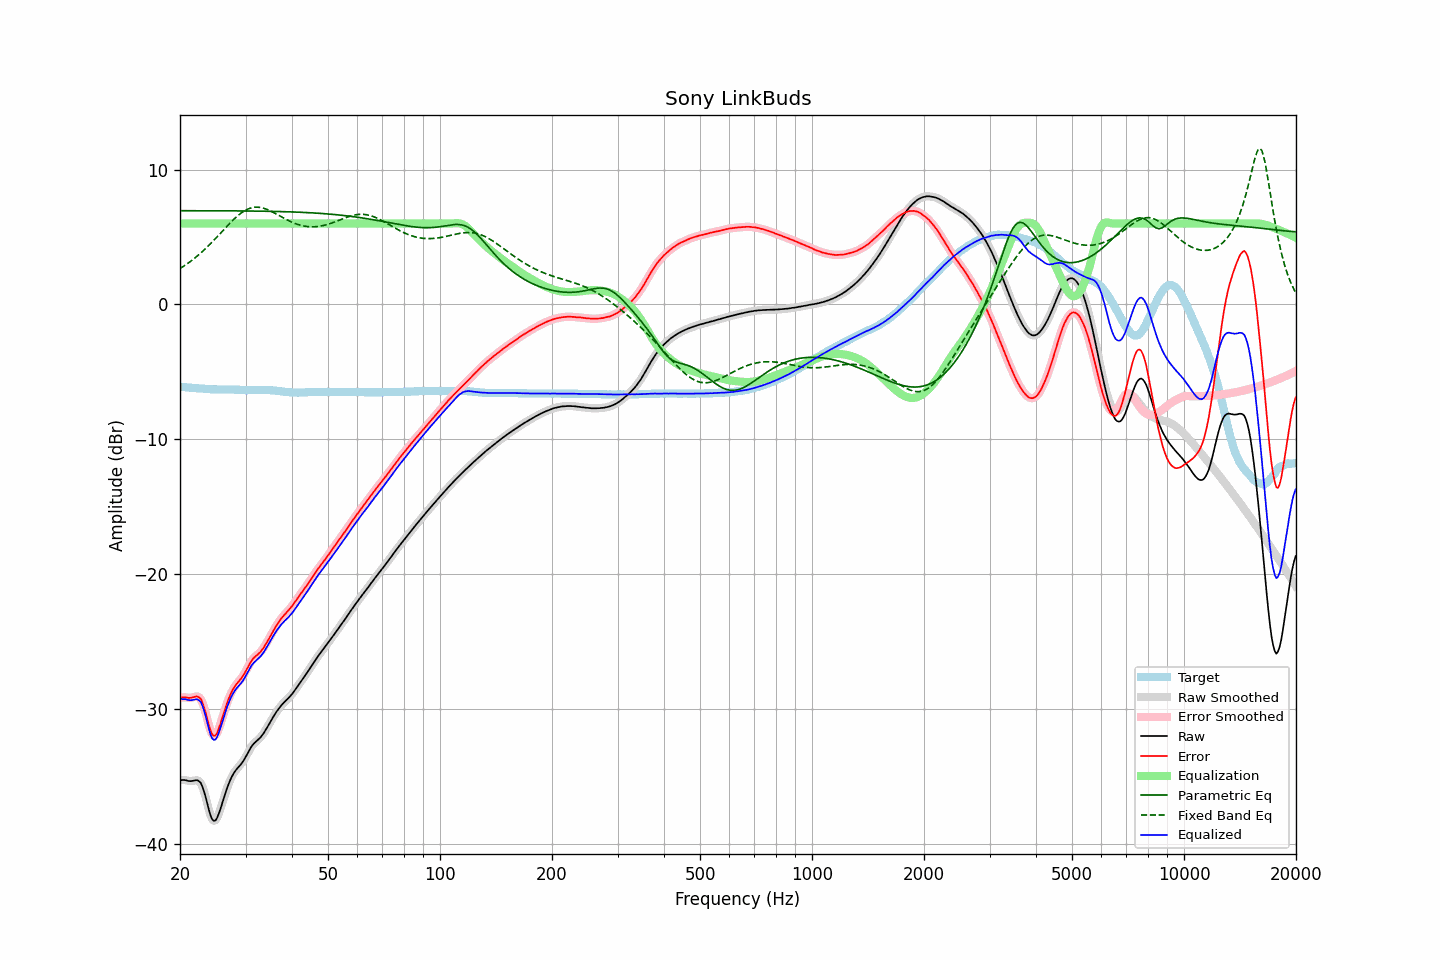 Sony LinkBuds
Amplitude (dBr)
10
0
−10
−20
−30
−40
Target
Raw Smoothed
Error Smoothed
Raw
Error
Equalization
Parametric Eq
Fixed Band Eq
Equalized
20 50 100 200 500 1000 2000 5000 10000 20000
Frequency (Hz)